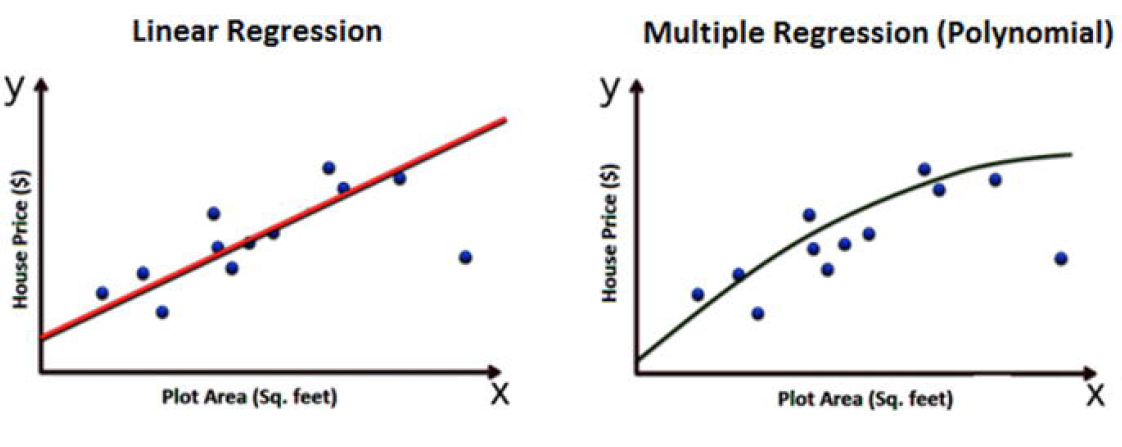 Linear Regression
y
House Price ($)
Plot Area (Sq. feet)
X
Multiple Regression (Polynomial)
y
House Price ($)
Plot Area (Sq. feet)
X